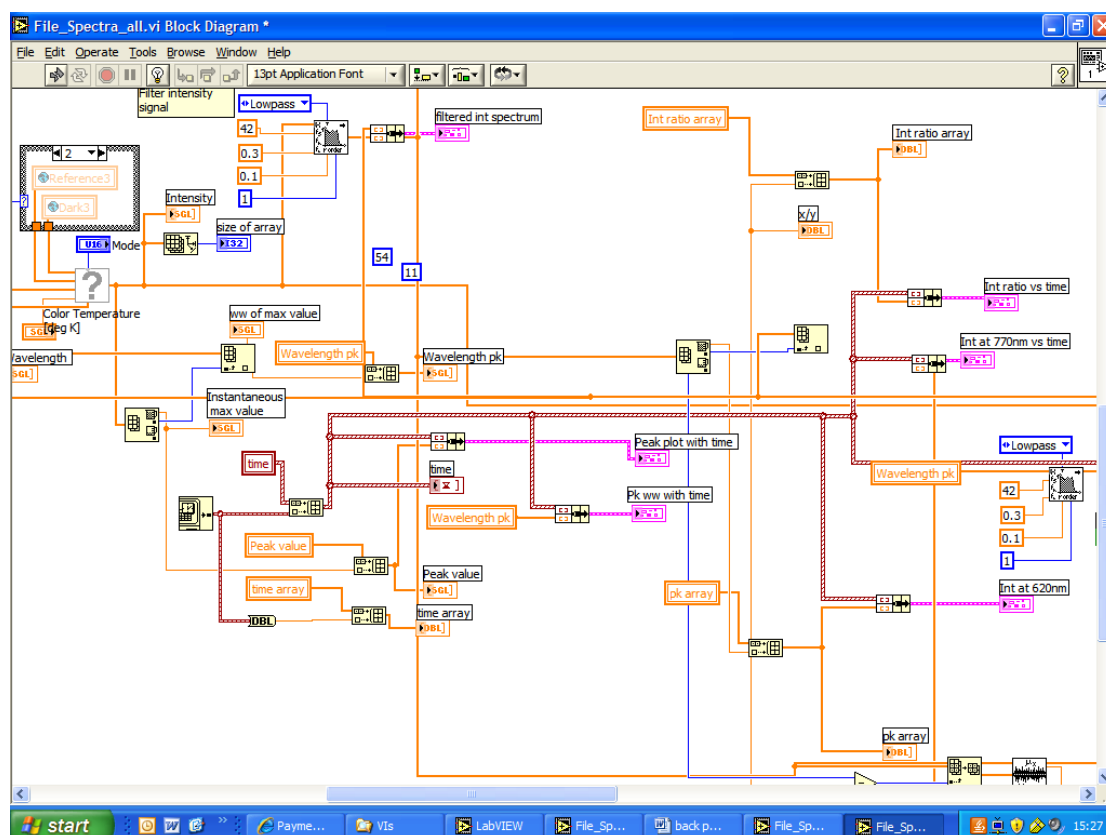 File_Spectra_all.vi Block Diagram *
File Edit Operate Tools Browse Window Help
13pt Application Font
1
Filter intensity
signal
Lowpass
42
0.3
0.1
1
filtered int spectrum
2
Reference3
Dark3
Intensity
SGL]
size of array
I32
U16 Mode
Color Temperature
[deg K]
54
11
Int ratio array
Int ratio array
DBL]
x/y
DBL]
Int ratio vs time
Int at 770nm vs time
ww of max value
SGL
Wavelength pk
Wavelength pk
SGL]
Wavelength
SGL]
Instantaneous
max value
SGL
time
Peak plot with time
time
Wavelength pk
Pk ww with time
Lowpass
Wavelength pk
42
0.3
0.1
1
Peak value
Peak value
SGL]
time array
time array
DBL]
DBL
pk array
Int at 620nm
pk array
DBL]
start
Payme...
VIs
LabVIEW
File_Sp...
back p...
File_Sp...
File_Sp...
15:27